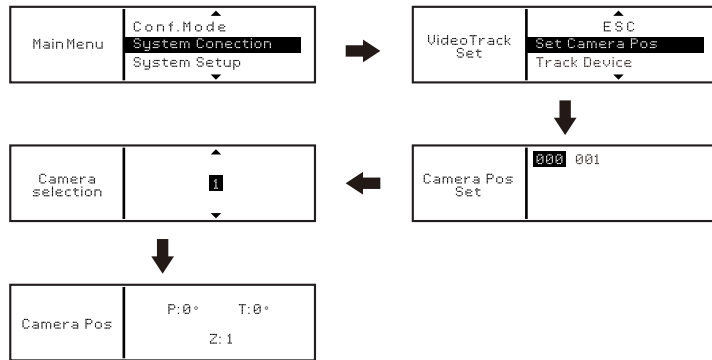 Main Menu
Conf.Mode
System Conection
System Setup
VideoTrack
Set
ESC
Set Camera Pos
Track Device
Camera
selection
1
Camera Pos
Set
000 001
Camera Pos
P:0° T:0°
Z:1